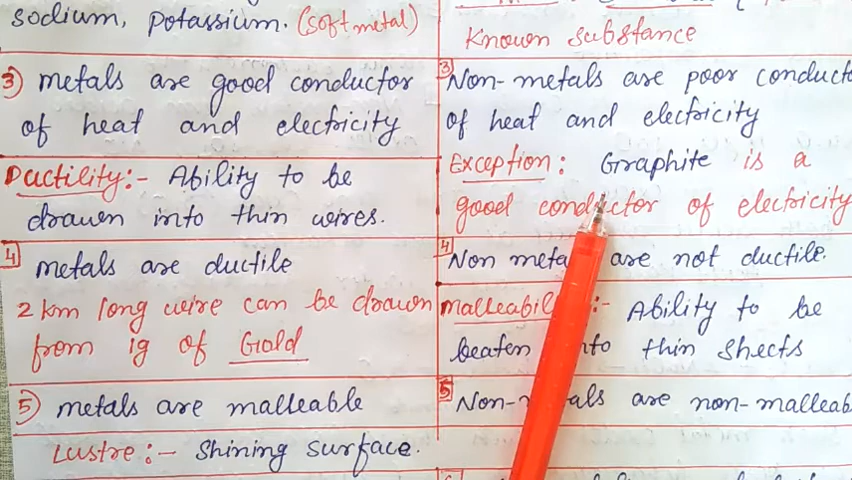 sodium, potassium. (soft metal)
Known substance
3) metals are good conductor
of heat and electricity
3 Non-metals are poor conduct
of heat and electricity
Ductility:- Ability to be
drawn into thin wires.
Exception: Graphite is a
good conductor of electricity
4 metals are ductile
2 km long wire can be drawn
from 1g of Gold
4 Non metal are not ductile.
Malleabil :- Ability to be
beaten into thin sheets
5) metals are malleable
5 Non- als are non-malleab
Lustre:- Shining surface.